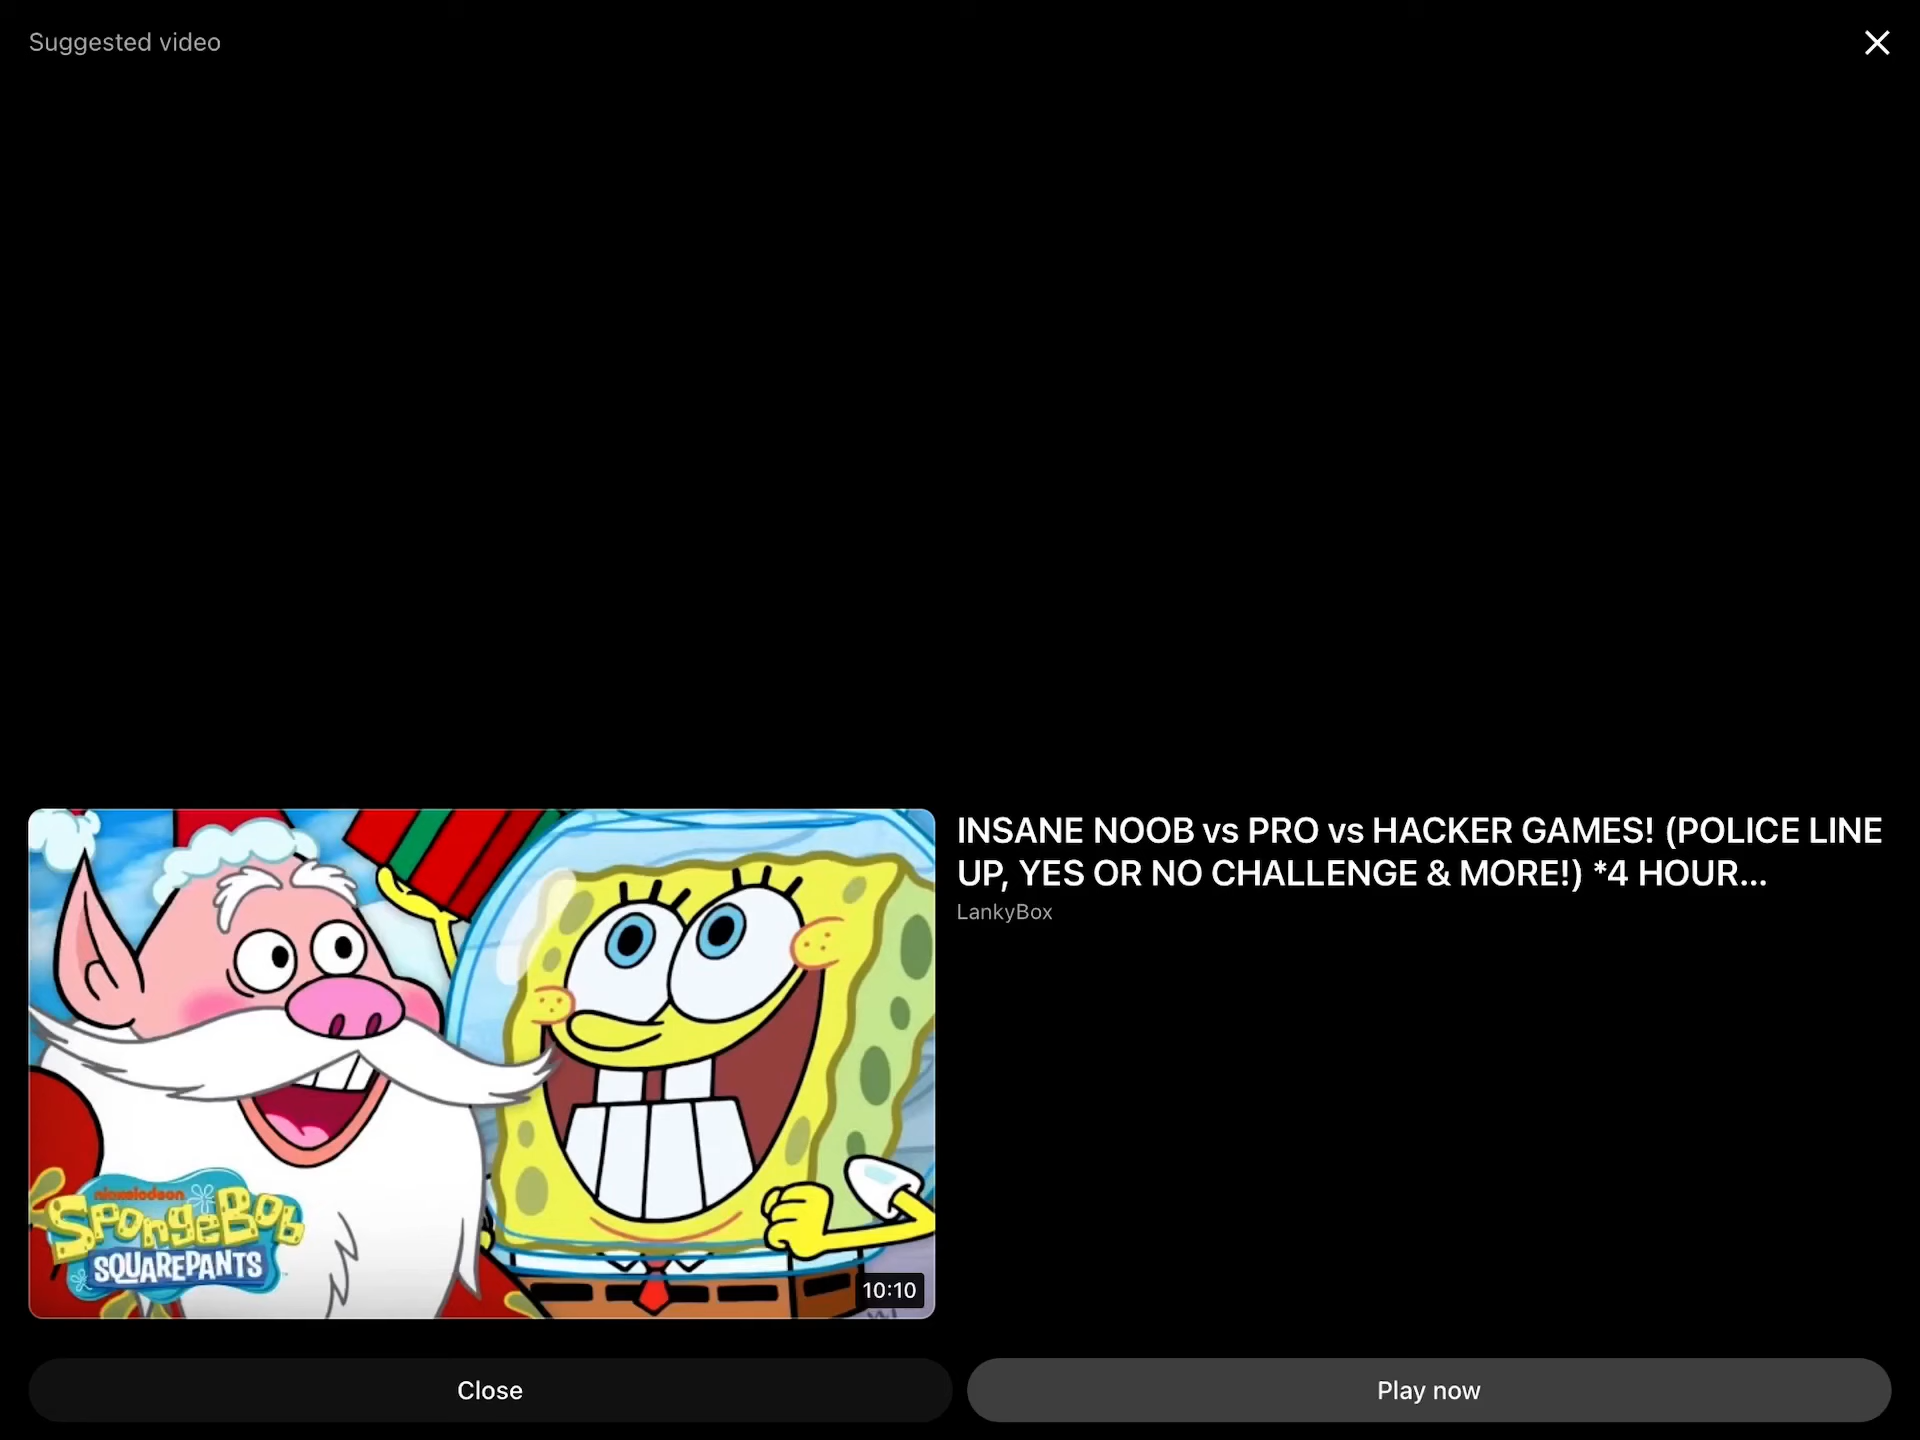 Suggested video
INSANE NOOB vs PRO vs HACKER GAMES! (POLICE LINE
UP, YES OR NO CHALLENGE & MORE!) *4 HOUR...
LankyBox
nickelodeon
SPONGEBOB
SQUAREPANTS
10:10
Close
Play now